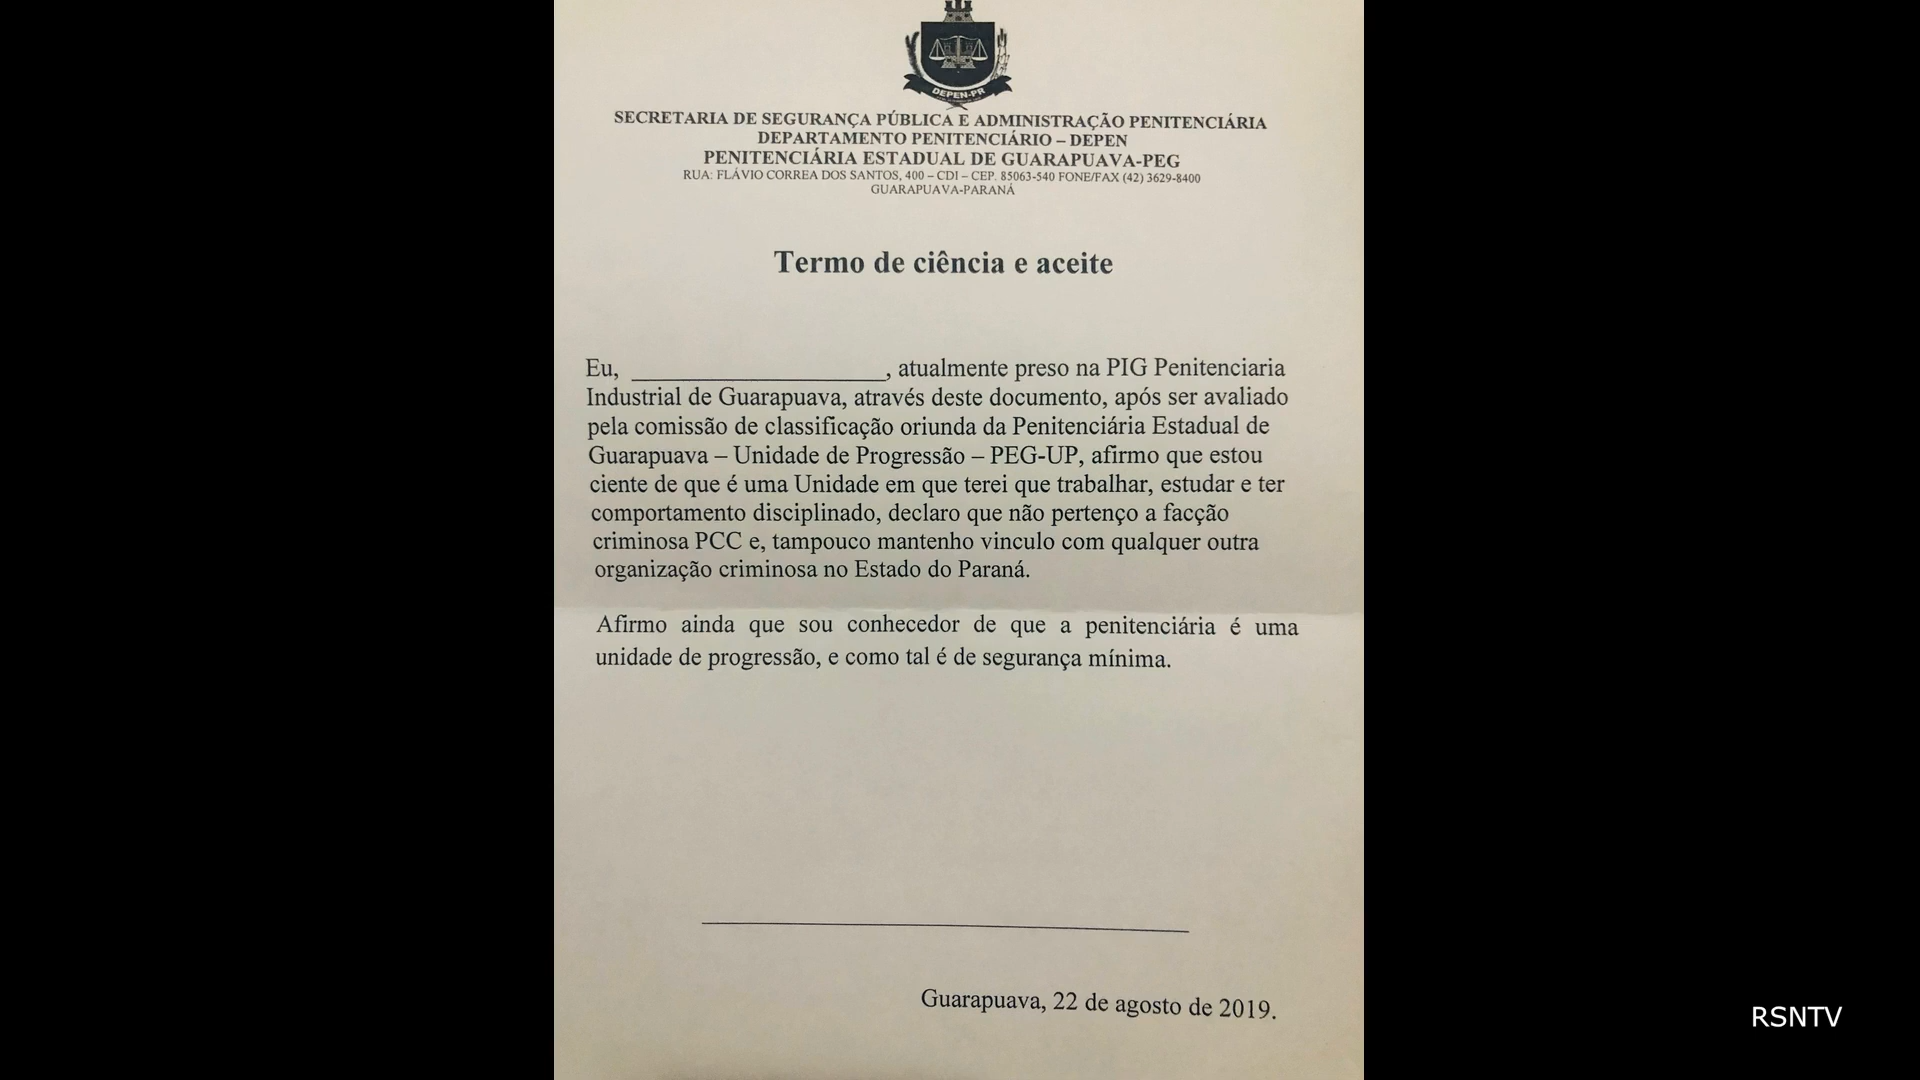 DEPEN-PR
SECRETARIA DE SEGURANÇA PÚBLICA E ADMINISTRAÇÃO PENITENCIÁRIA
DEPARTAMENTO PENITENCIÁRIO – DEPEN
PENITENCIÁRIA ESTADUAL DE GUARAPUAVA-PEG
RUA: FLÁVIO CORREA DOS SANTOS, 400 – CDI – CEP. 85063-540 FONE/FAX (42) 3629-8400
GUARAPUAVA-PARANÁ
Termo de ciência e aceite
Eu, ____________________, atualmente preso na PIG Penitenciaria
Industrial de Guarapuava, através deste documento, após ser avaliado
pela comissão de classificação oriunda da Penitenciária Estadual de
Guarapuava – Unidade de Progressão – PEG-UP, afirmo que estou
ciente de que é uma Unidade em que terei que trabalhar, estudar e ter
comportamento disciplinado, declaro que não pertenço a facção
criminosa PCC e, tampouco mantenho vinculo com qualquer outra
organização criminosa no Estado do Paraná.
Afirmo ainda que sou conhecedor de que a penitenciária é uma
unidade de progressão, e como tal é de segurança mínima.
Guarapuava, 22 de agosto de 2019.
RSNTV